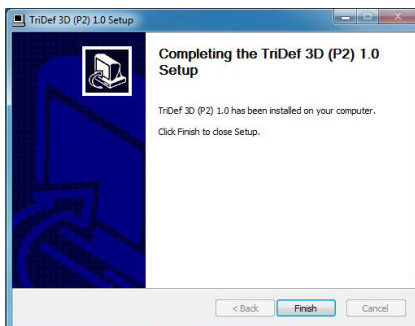 TriDef 3D (P2) 1.0 Setup
Completing the TriDef 3D (P2) 1.0
Setup
TriDef 3D (P2) 1.0 has been installed on your computer.
Click Finish to close Setup.
< Back
Finish
Cancel